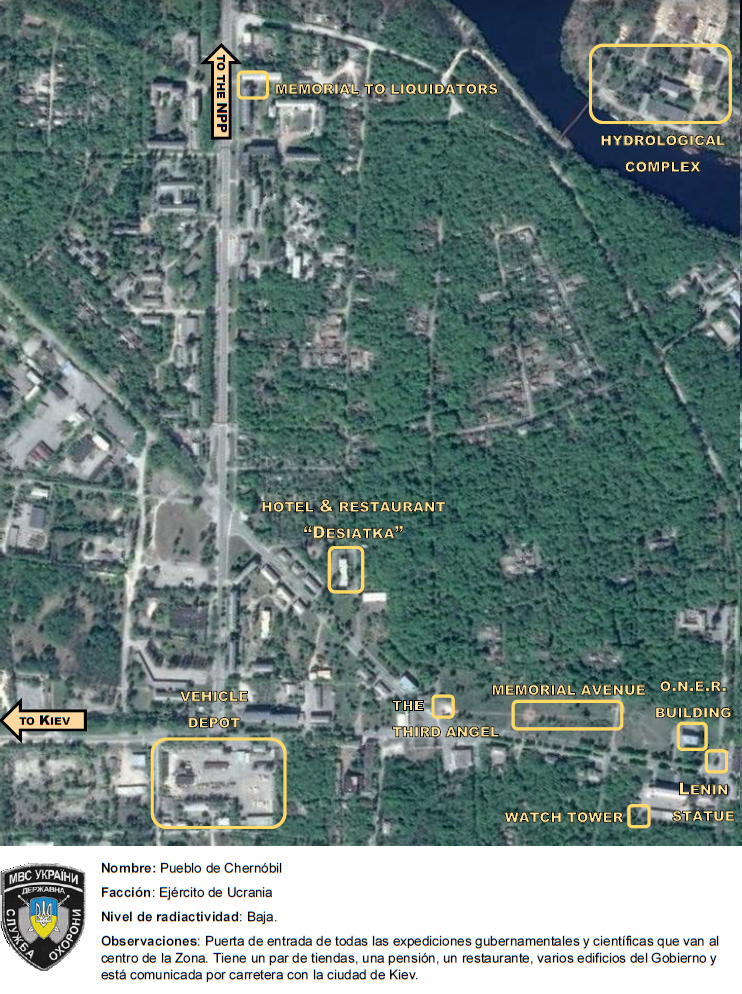 TO THE NPP
MEMORIAL TO LIQUIDATORS
HYDROLOGICAL
COMPLEX
HOTEL & RESTAURANT
“DESIATKA”
VEHICLE
DEPOT
TO KIEV
THE
THIRD ANGEL
MEMORIAL AVENUE
O.N.E.R.
BUILDING
LENIN
STATUE
WATCH TOWER
МВС УКРАЇНИ
ДЕРЖАВНА
СЛУЖБА
ОХОРОНИ
Nombre: Pueblo de Chernóbil
Facción: Ejército de Ucrania
Nivel de radiactividad: Baja.
Observaciones: Puerta de entrada de todas las expediciones gubernamentales y científicas que van al
centro de la Zona. Tiene un par de tiendas, una pensión, un restaurante, varios edificios del Gobierno y
está comunicada por carretera con la ciudad de Kiev.